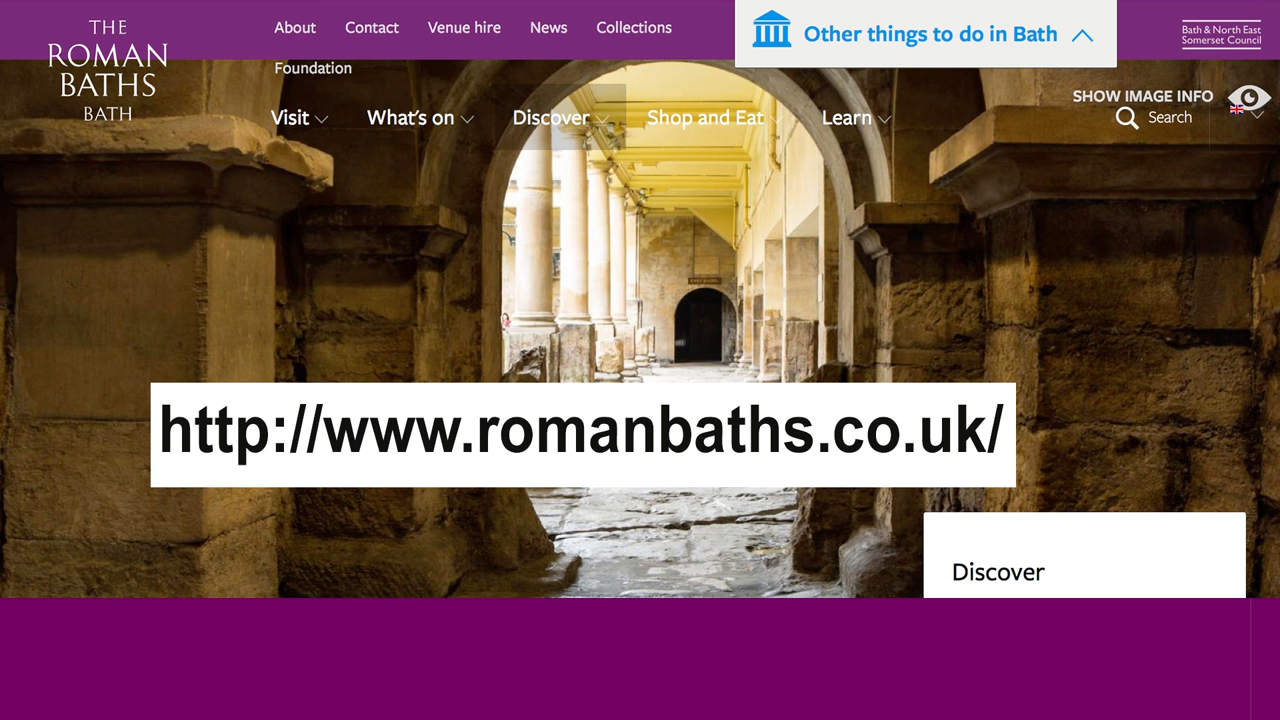 THE
ROMAN
BATHS
BATH
About Contact Venue hire News Collections
Foundation
Other things to do in Bath
Bath & North East
Somerset Council
SHOW IMAGE INFO
Visit What's on Discover Shop and Eat Learn
Search
http://www.romanbaths.co.uk/
Discover